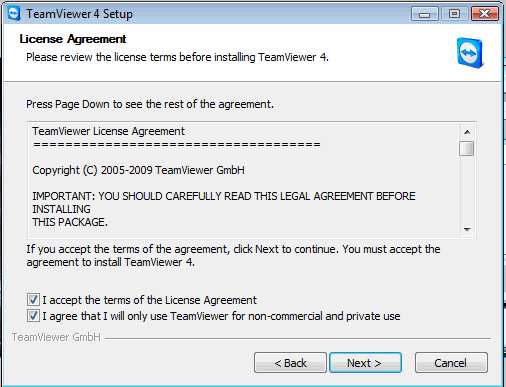 TeamViewer 4 Setup
License Agreement
Please review the license terms before installing TeamViewer 4.
Press Page Down to see the rest of the agreement.
TeamViewer License Agreement
====================================
Copyright (C) 2005-2009 TeamViewer GmbH
IMPORTANT: YOU SHOULD CAREFULLY READ THIS LEGAL AGREEMENT BEFORE
INSTALLING
THIS PACKAGE.
If you accept the terms of the agreement, click Next to continue. You must accept the
agreement to install TeamViewer 4.
I accept the terms of the License Agreement
I agree that I will only use TeamViewer for non-commercial and private use
TeamViewer GmbH
< Back Next > Cancel